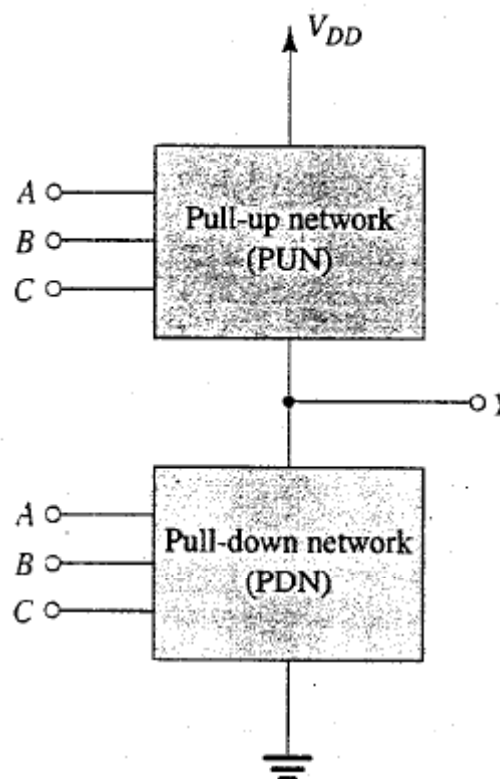 V_DD
A
B
C
Pull-up network
(PUN)
A
B
C
Pull-down network
(PDN)